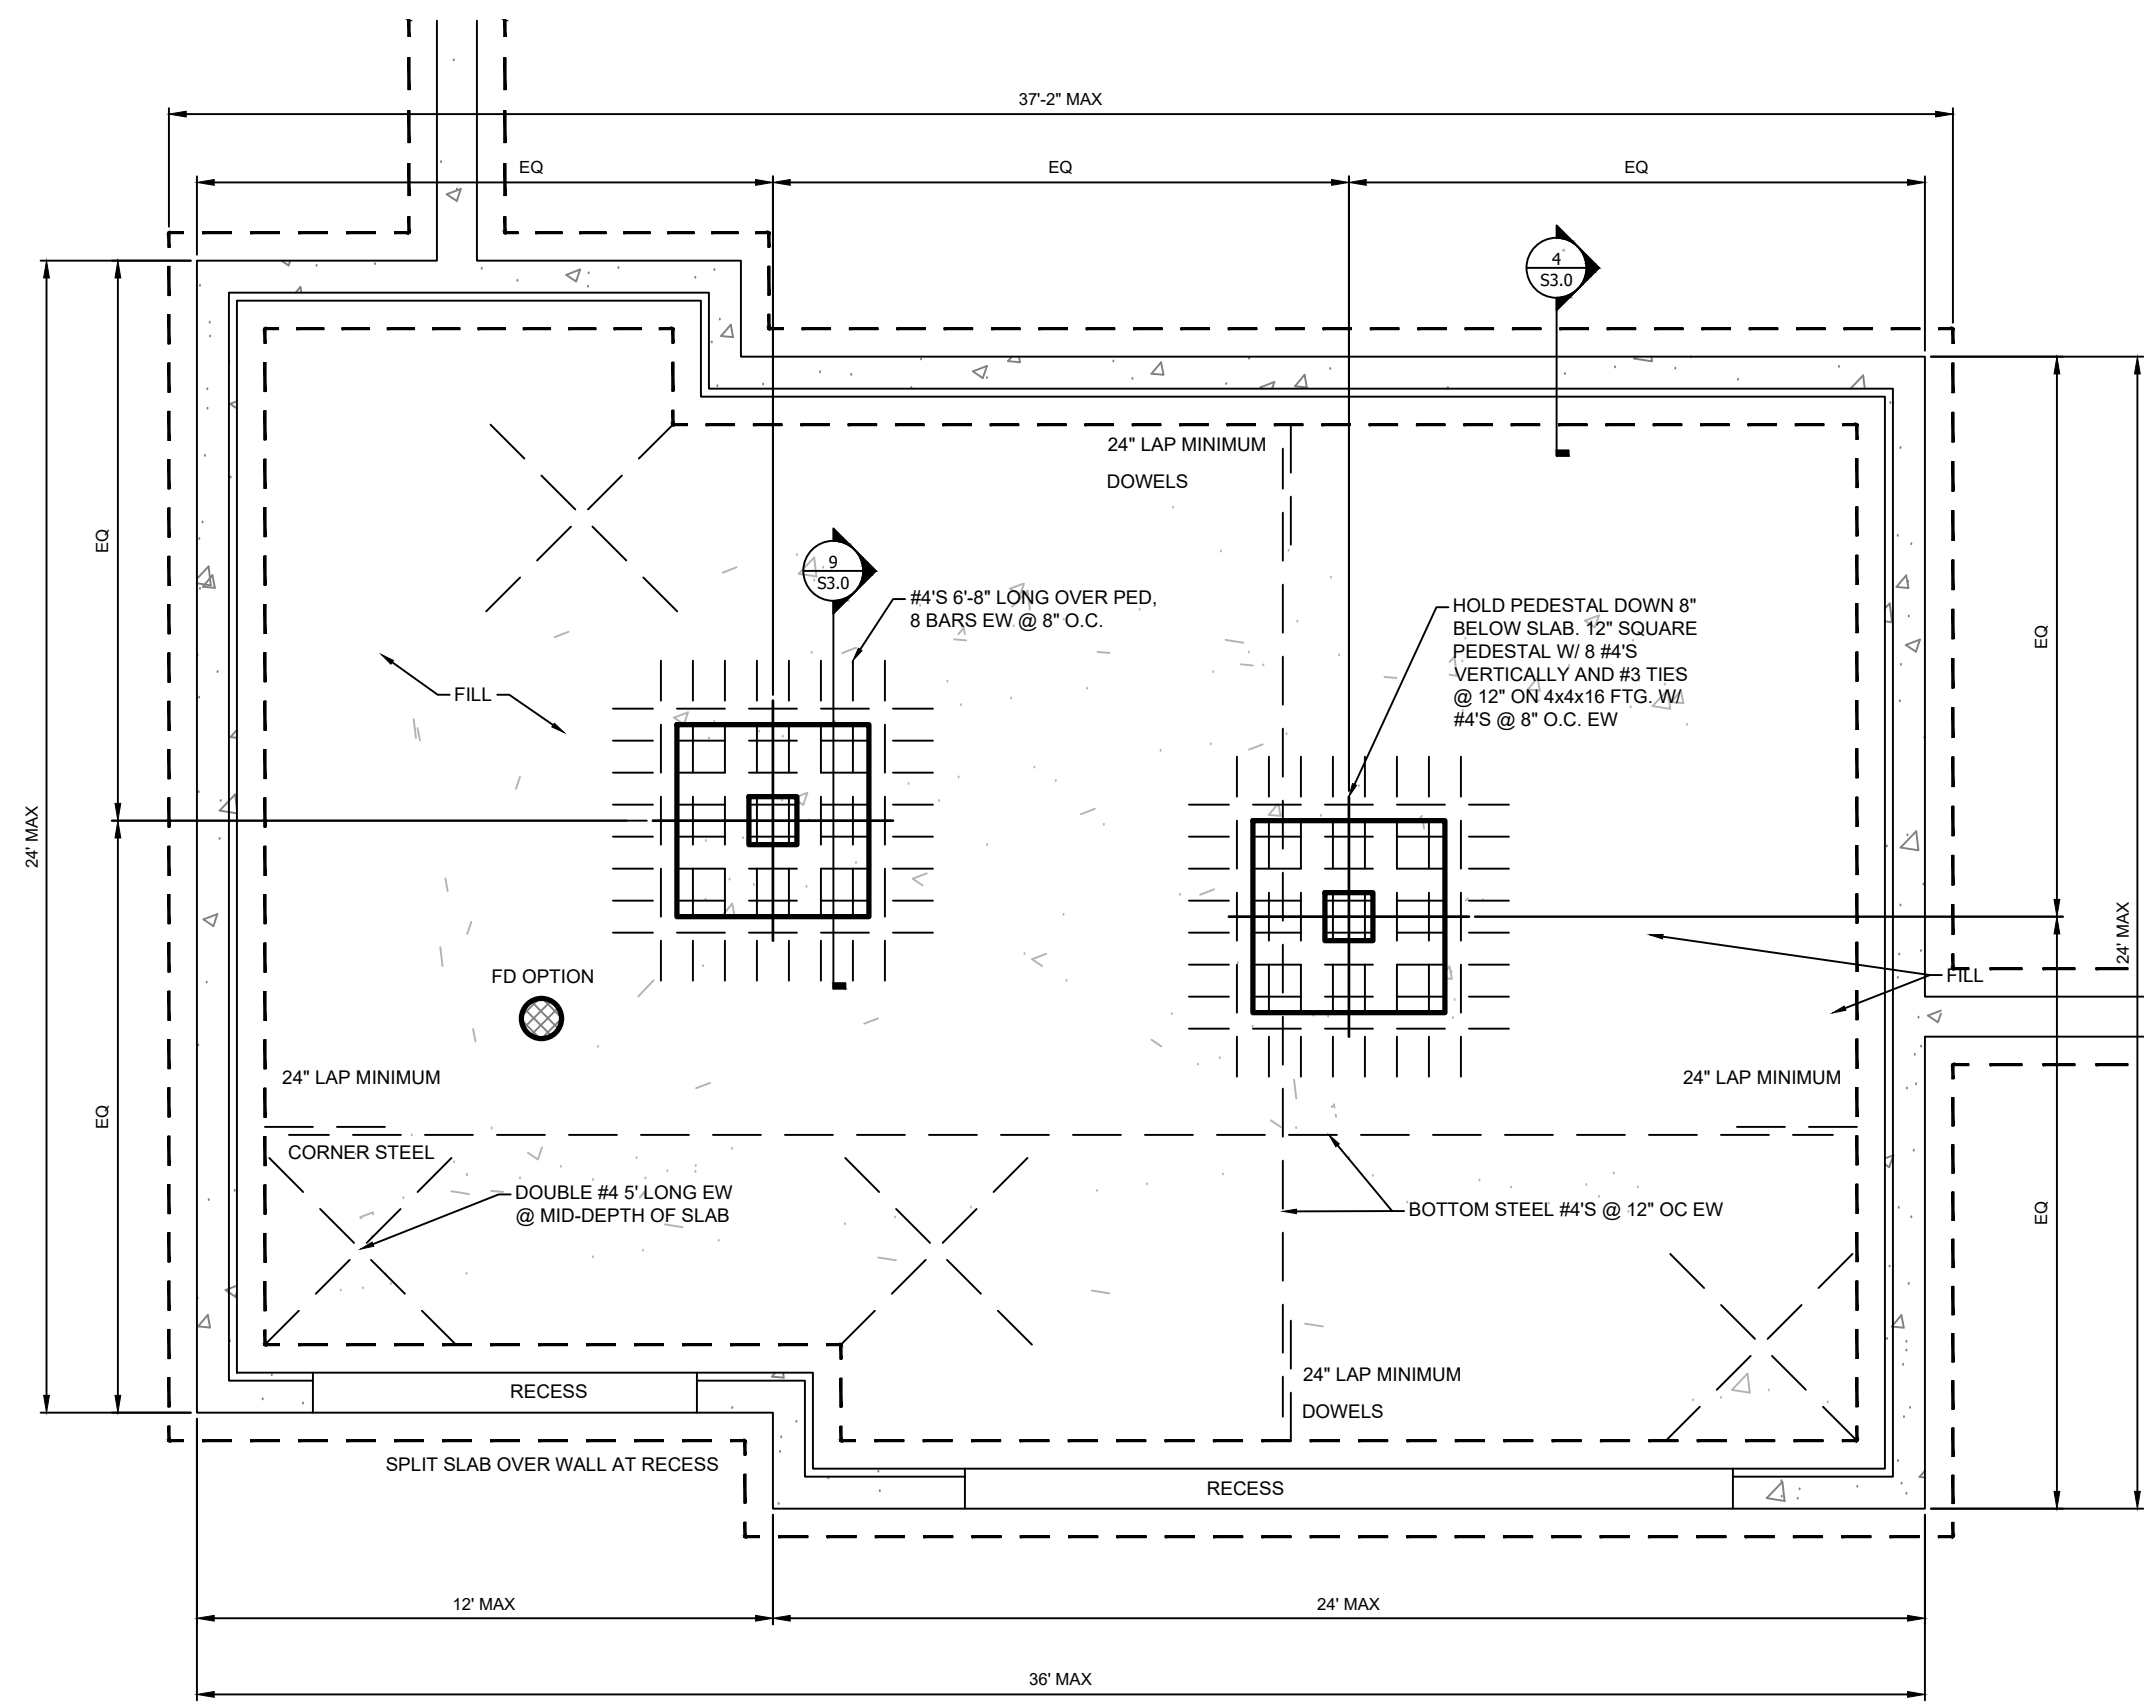 37'-2" MAX
EQ
EQ
EQ
4
S3.0
24" LAP MINIMUM
DOWELS
EQ
9
S3.0
#4'S 6'-8" LONG OVER PED,
8 BARS EW @ 8" O.C.
HOLD PEDESTAL DOWN 8"
BELOW SLAB. 12" SQUARE
PEDESTAL W/ 8 #4'S
VERTICALLY AND #3 TIES
@ 12" ON 4x4x16 FTG. W/
#4'S @ 8" O.C. EW
EQ
FILL
24' MAX
24' MAX
FD OPTION
FILL
24" LAP MINIMUM
24" LAP MINIMUM
EQ
CORNER STEEL
DOUBLE #4 5' LONG EW
@ MID-DEPTH OF SLAB
BOTTOM STEEL #4'S @ 12" OC EW
EQ
24" LAP MINIMUM
DOWELS
RECESS
SPLIT SLAB OVER WALL AT RECESS
RECESS
12' MAX
24' MAX
36' MAX